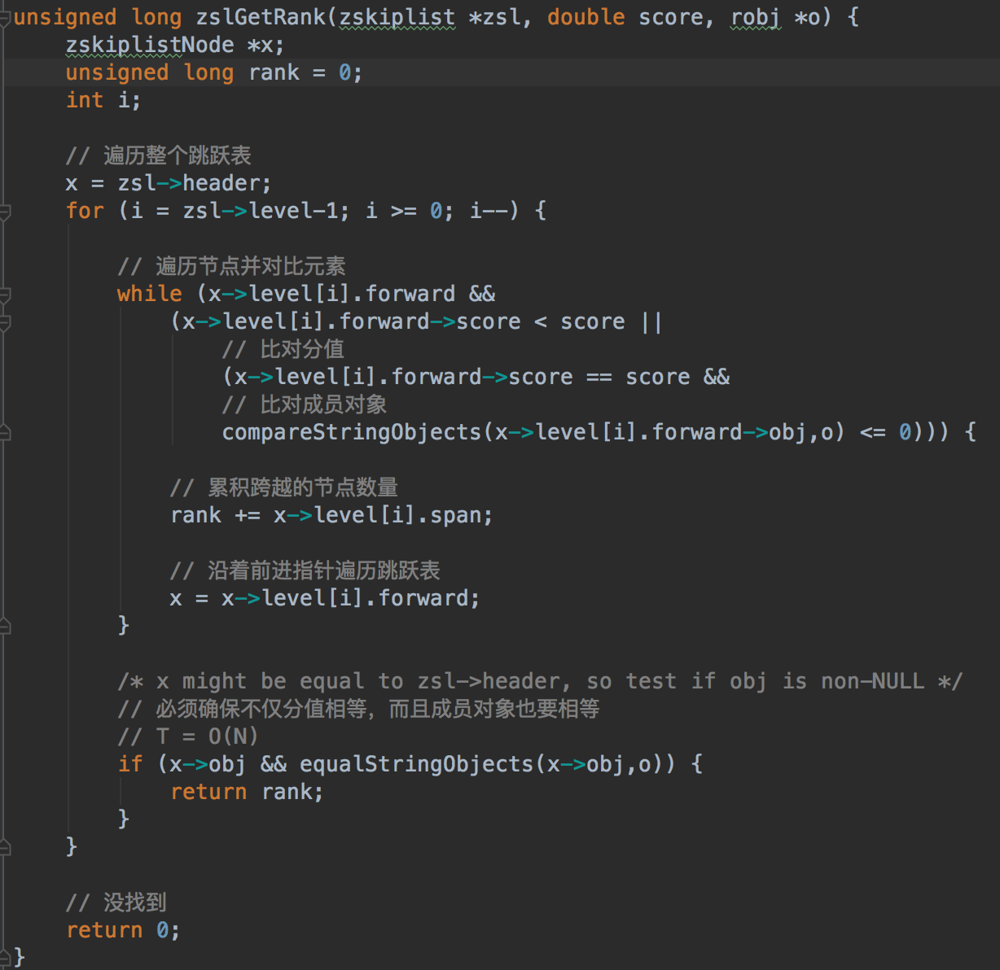 unsigned long zslGetRank(zskiplist *zsl, double score, robj *o) {
    zskiplistNode *x;
    unsigned long rank = 0;
    int i;

    // 遍历整个跳跃表
    x = zsl->header;
    for (i = zsl->level-1; i >= 0; i--) {

        // 遍历节点并对比元素
        while (x->level[i].forward &&
            (x->level[i].forward->score < score ||
                // 比对分值
                (x->level[i].forward->score == score &&
                // 比对成员对象
                compareStringObjects(x->level[i].forward->obj,o) <= 0))) {

            // 累积跨越的节点数量
            rank += x->level[i].span;

            // 沿着前进指针遍历跳跃表
            x = x->level[i].forward;
        }

        /* x might be equal to zsl->header, so test if obj is non-NULL */
        // 必须确保不仅分值相等，而且成员对象也要相等
        // T = O(N)
        if (x->obj && equalStringObjects(x->obj,o)) {
            return rank;
        }
    }

    // 没找到
    return 0;
}